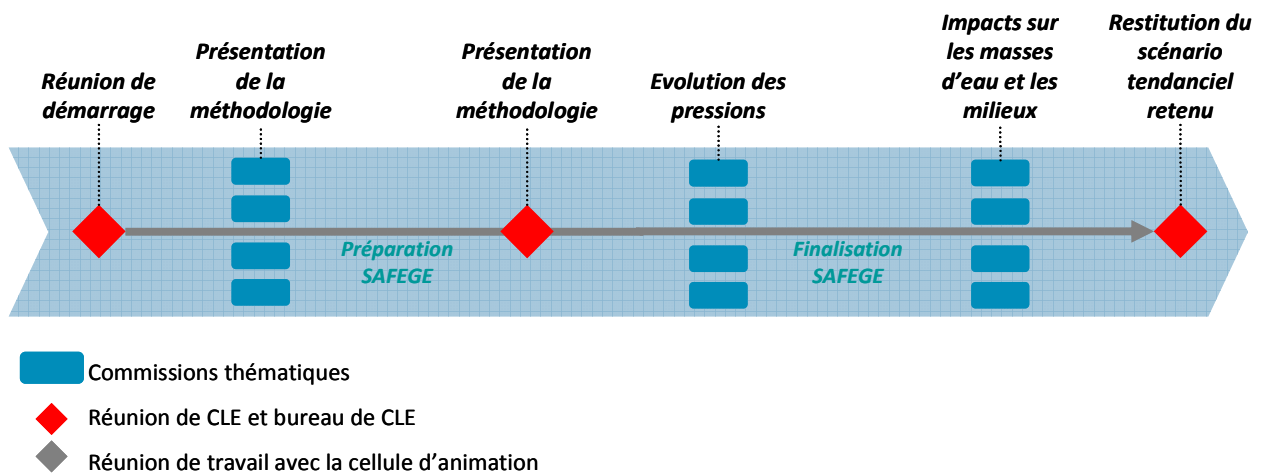 Réunion de
démarrage
Présentation
de la
méthodologie
Présentation
de la
méthodologie
Evolution des
pressions
Impacts sur
les masses
d'eau et les
milieux
Restitution du
scénario
tendanciel
retenu
Préparation
SAFEGE
Finalisation
SAFEGE
Commissions thématiques
Réunion de CLE et bureau de CLE
Réunion de travail avec la cellule d'animation